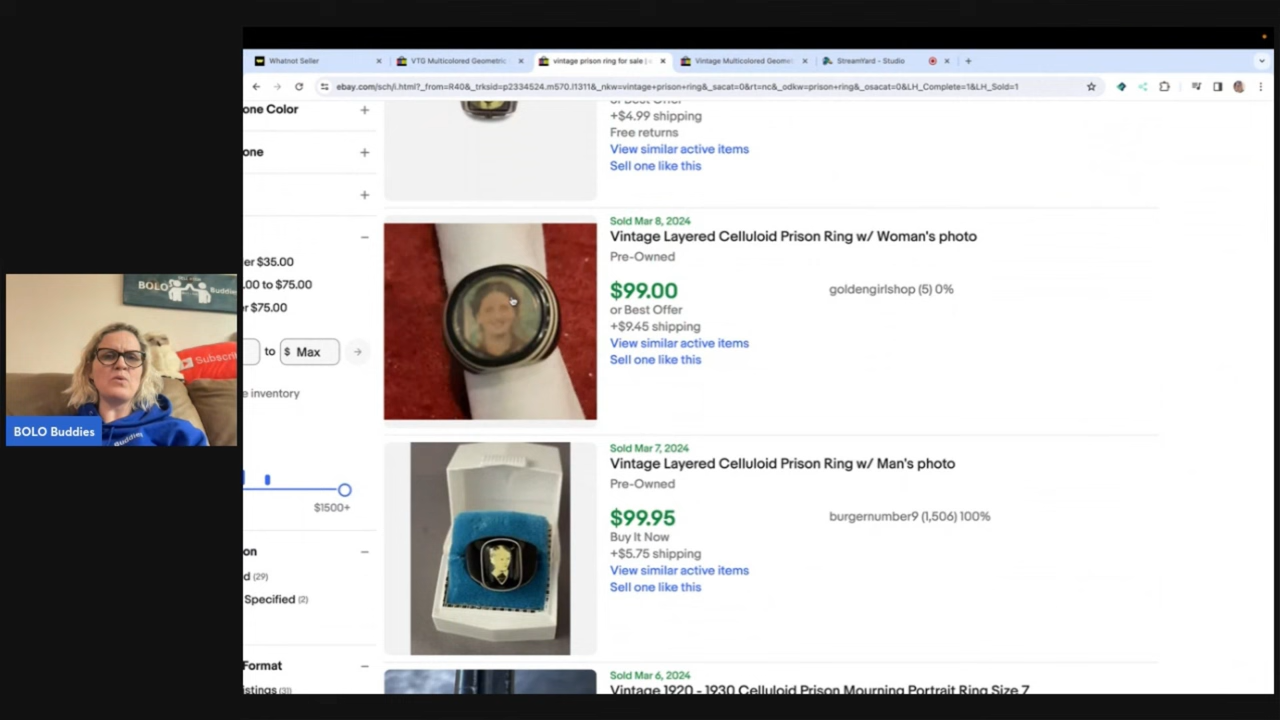 Whatnot Seller
VTG Multicolored Geometric
vintage prison ring for sale |
Vintage Multicolored Geome
StreamYard - Studio
ebay.com/sch/i.html?_from=R40&_trksid=p2334524.m570.l1311&_nkw=vintage+prison+ring&_sacat=0&rt=nc&_odkw=prison+ring&_osacat=0&LH_Complete=1&LH_Sold=1
one Color
or Best Offer
+$4.99 shipping
Free returns
View similar active items
Sell one like this
one
Sold Mar 8, 2024
Vintage Layered Celluloid Prison Ring w/ Woman's photo
Pre-Owned
$99.00
goldengirlshop (5) 0%
or Best Offer
+$9.45 shipping
View similar active items
Sell one like this
er $35.00
.00 to $75.00
r $75.00
to $ Max
e inventory
$1500+
Sold Mar 7, 2024
Vintage Layered Celluloid Prison Ring w/ Man's photo
Pre-Owned
$99.95
burgernumber9 (1,506) 100%
Buy It Now
+$5.75 shipping
View similar active items
Sell one like this
on
d (29)
Specified (2)
Format
istings (31)
Sold Mar 6, 2024
Vintage 1920 - 1930 Celluloid Prison Mourning Portrait Ring Size 7
BOLO
Buddies
Subscri
Buddies
BOLO Buddies